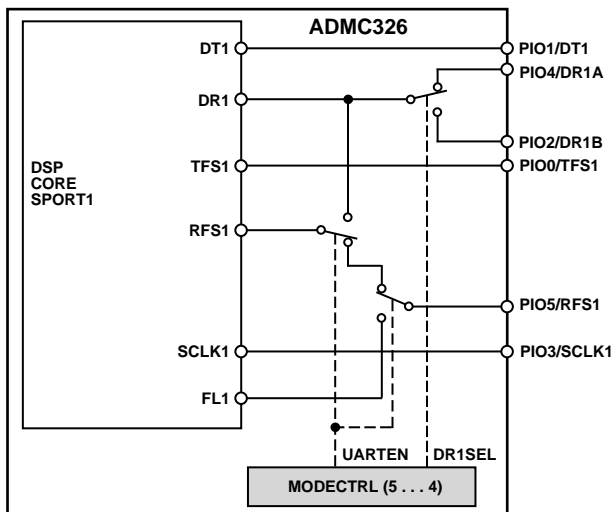 ADMC326
DT1
PIO1/DT1
PIO4/DR1A
DR1
PIO2/DR1B
DSP
CORE
SPORT1
TFS1
PIO0/TFS1
RFS1
PIO5/RFS1
SCLK1
PIO3/SCLK1
FL1
UARTEN
DR1SEL
MODECTRL (5 . . . 4)